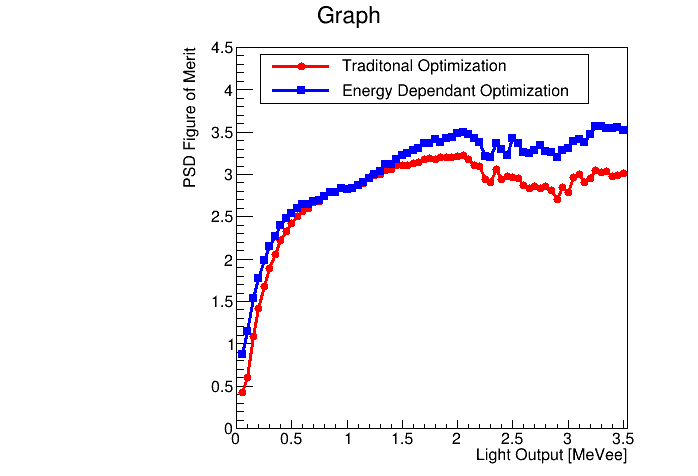 Graph
PSD Figure of Merit
4.5
4
3.5
3
2.5
2
1.5
1
0.5
0
Traditonal Optimization
Energy Dependant Optimization
0 0.5 1 1.5 2 2.5 3 3.5
Light Output [MeVee]